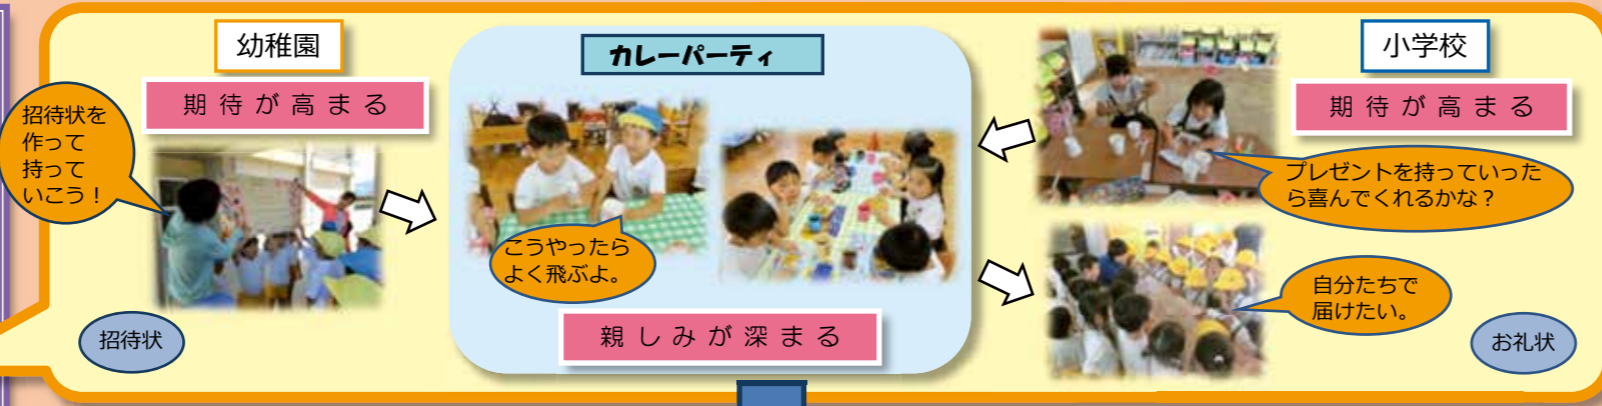 幼稚園
期待が高まる
招待状を
作って
持って
いこう！
招待状
カレーパーティ
こうやったら
よく飛ぶよ。
親しみが深まる
小学校
期待が高まる
プレゼントを持っていった
ら喜んでくれるかな？
自分たちで
届けたい。
お礼状